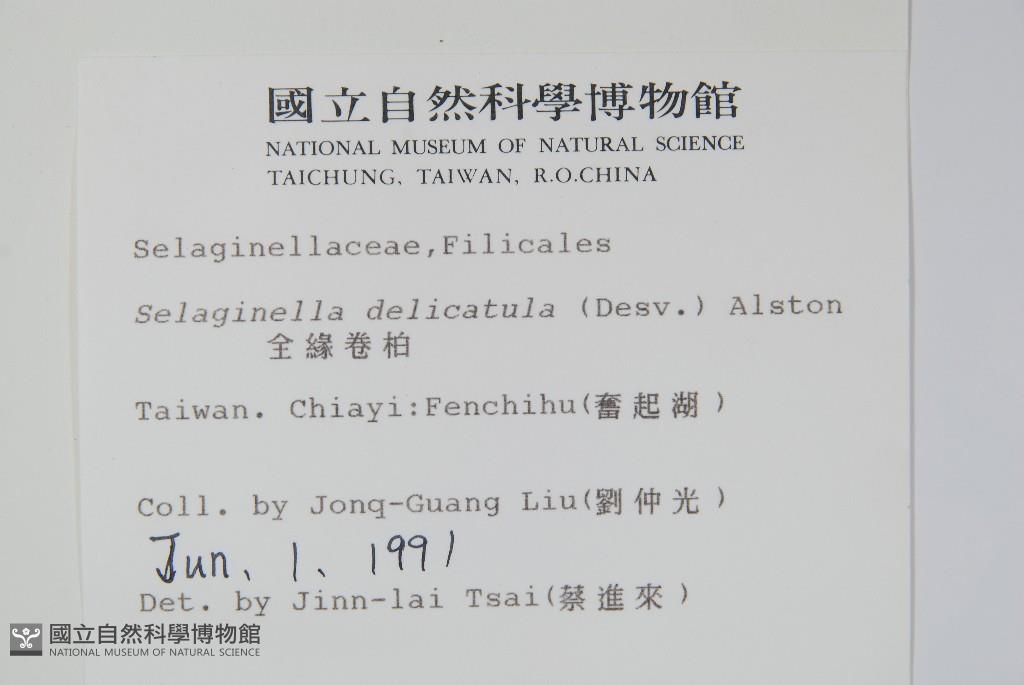 國立自然科學博物館
NATIONAL MUSEUM OF NATURAL SCIENCE
TAICHUNG, TAIWAN, R.O.CHINA
Selaginellaceae,Filicales
Selaginella delicatula (Desv.) Alston
全緣卷柏
Taiwan. Chiayi:Fenchihu(奮起湖)
Coll. by Jonq-Guang Liu(劉仲光)
Jun、1、1991
Det. by Jinn-lai Tsai(蔡進來)
國立自然科學博物館
NATIONAL MUSEUM OF NATURAL SCIENCE